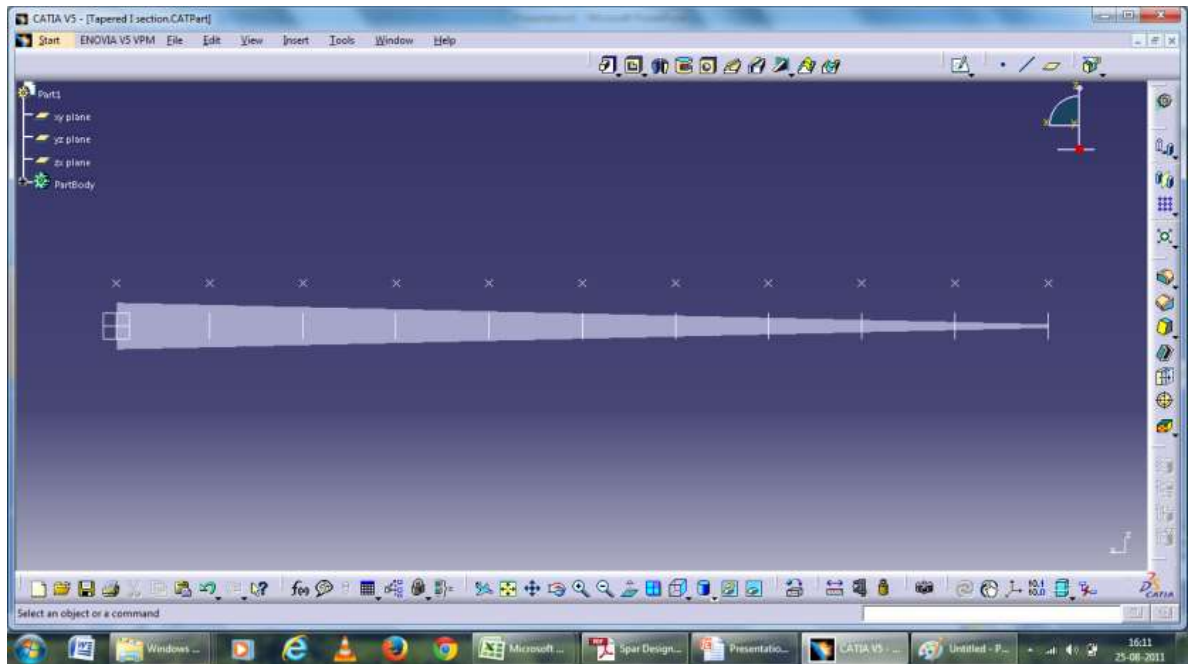 CATIA V5 - [Tapered I section.CATPart]
Start ENOVIA V5 VPM File Edit View Insert Tools Window Help
Part1
xy plane
yz plane
zx plane
PartBody
f(x)
CATIA
Select an object or a command
Windows ... Microsoft ... Spar Design... Presentatio... CATIA V5 - ... Untitled - P...
16:11
25-08-2011